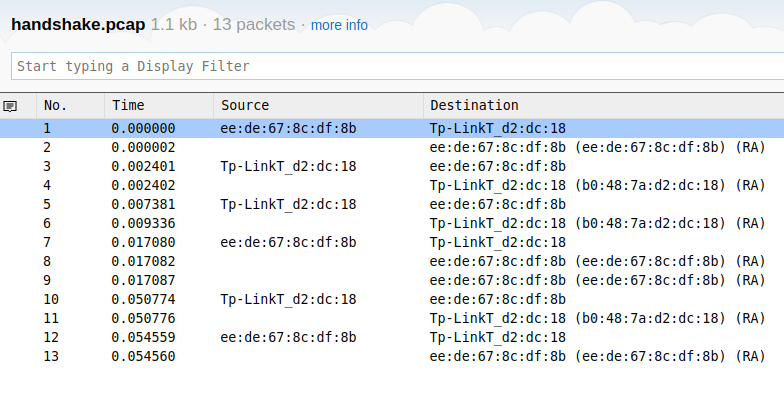 handshake.pcap 1.1 kb · 13 packets · more info
Start typing a Display Filter
No. Time Source Destination
1 0.000000 ee:de:67:8c:df:8b Tp-LinkT_d2:dc:18
2 0.000002 ee:de:67:8c:df:8b (ee:de:67:8c:df:8b) (RA)
3 0.002401 Tp-LinkT_d2:dc:18 ee:de:67:8c:df:8b
4 0.002402 Tp-LinkT_d2:dc:18 (b0:48:7a:d2:dc:18) (RA)
5 0.007381 Tp-LinkT_d2:dc:18 ee:de:67:8c:df:8b
6 0.009336 Tp-LinkT_d2:dc:18 (b0:48:7a:d2:dc:18) (RA)
7 0.017080 ee:de:67:8c:df:8b Tp-LinkT_d2:dc:18
8 0.017082 ee:de:67:8c:df:8b (ee:de:67:8c:df:8b) (RA)
9 0.017087 ee:de:67:8c:df:8b (ee:de:67:8c:df:8b) (RA)
10 0.050774 Tp-LinkT_d2:dc:18 ee:de:67:8c:df:8b
11 0.050776 Tp-LinkT_d2:dc:18 (b0:48:7a:d2:dc:18) (RA)
12 0.054559 ee:de:67:8c:df:8b Tp-LinkT_d2:dc:18
13 0.054560 ee:de:67:8c:df:8b (ee:de:67:8c:df:8b) (RA)